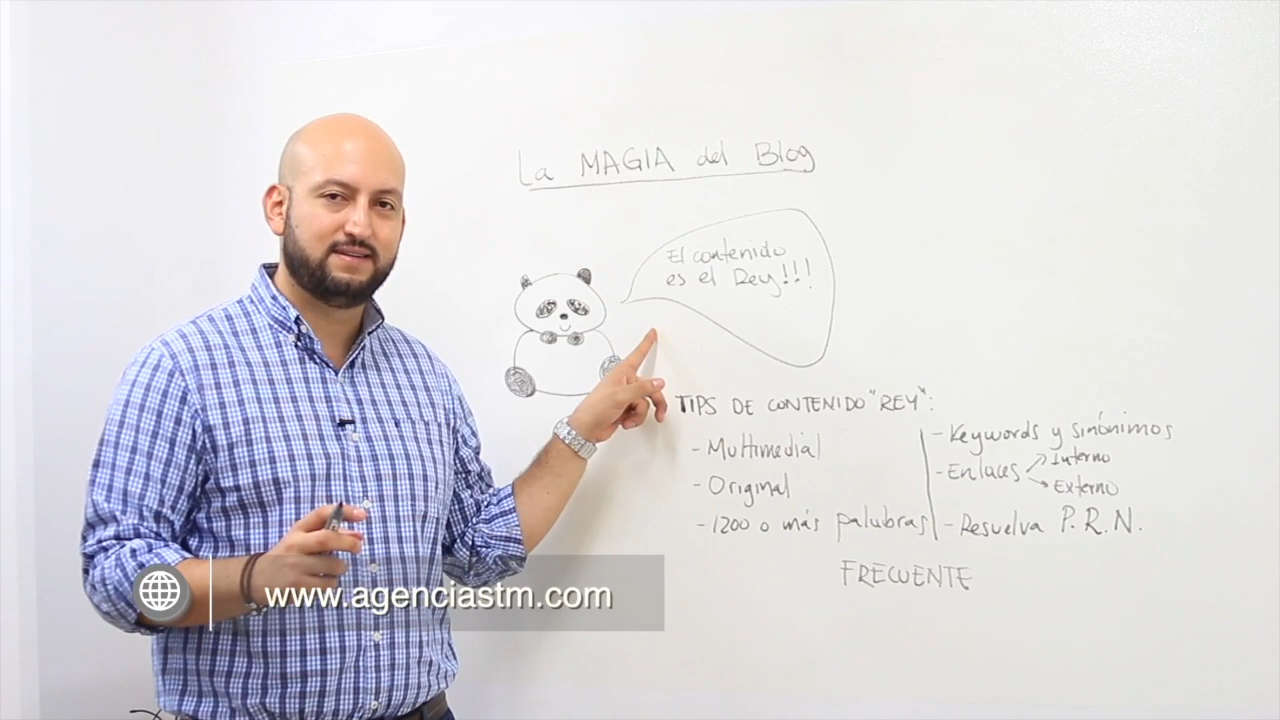 La MAGIA del Blog
El contenido
es el Rey!!!
TIPS DE CONTENIDO "REY":
- Multimedial
- Original
- 1200 o más palabras
- Keywords y sinónimos
- Enlaces
Interno
Externo
- Resuelva P.R.N.
FRECUENTE
www.agenciastm.com